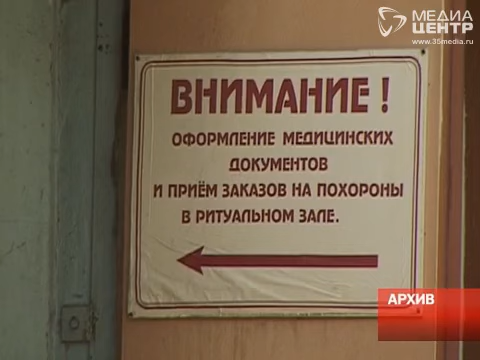 МЕДИА
ЦЕНТР
www.35media.ru
ВНИМАНИЕ !
ОФОРМЛЕНИЕ МЕДИЦИНСКИХ
ДОКУМЕНТОВ
И ПРИЁМ ЗАКАЗОВ НА ПОХОРОНЫ
В РИТУАЛЬНОМ ЗАЛЕ.
АРХИВ